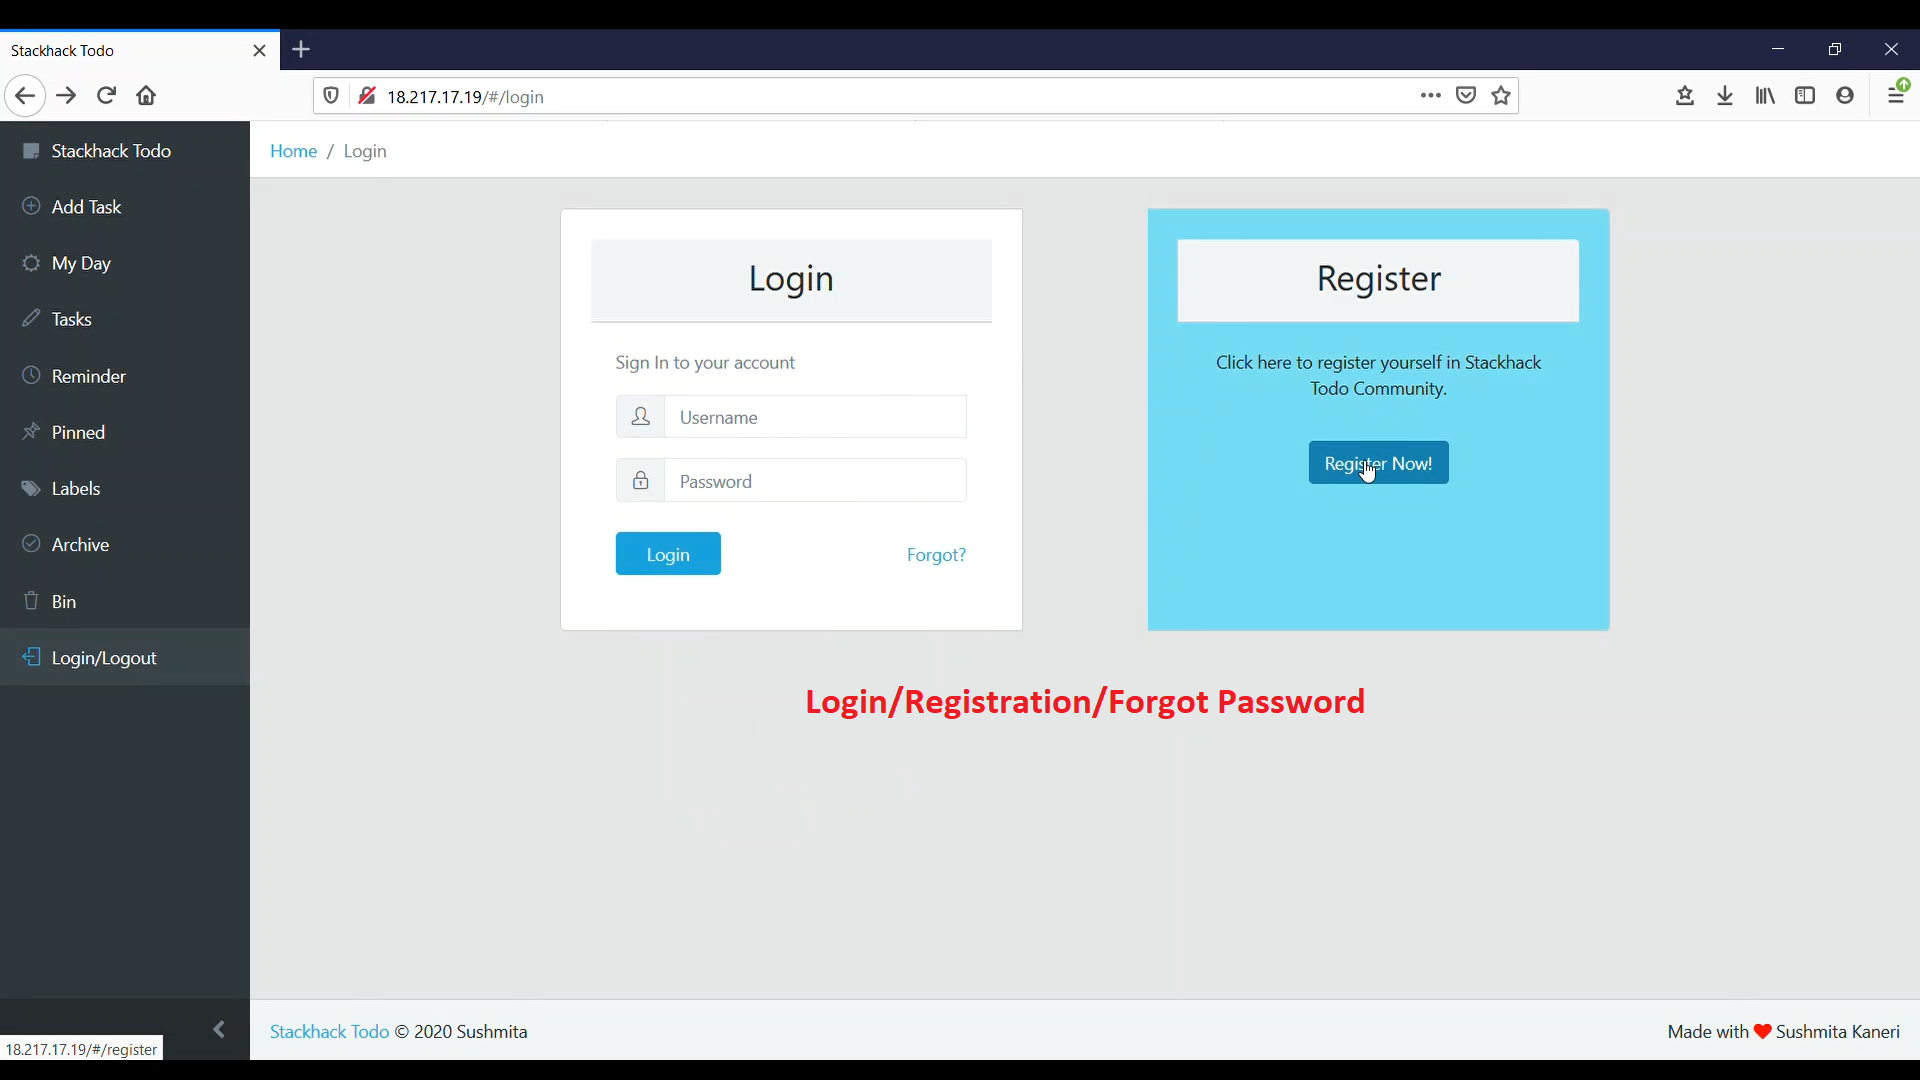 Stackhack Todo
18.217.17.19/#/login
Stackhack Todo
Add Task
My Day
Tasks
Reminder
Pinned
Labels
Archive
Bin
Login/Logout
Home / Login
Login
Sign In to your account
Username
Password
Login
Forgot?
Register
Click here to register yourself in Stackhack
Todo Community.
Register Now!
Login/Registration/Forgot Password
Stackhack Todo © 2020 Sushmita
Made with ❤ Sushmita Kaneri
18.217.17.19/#/register